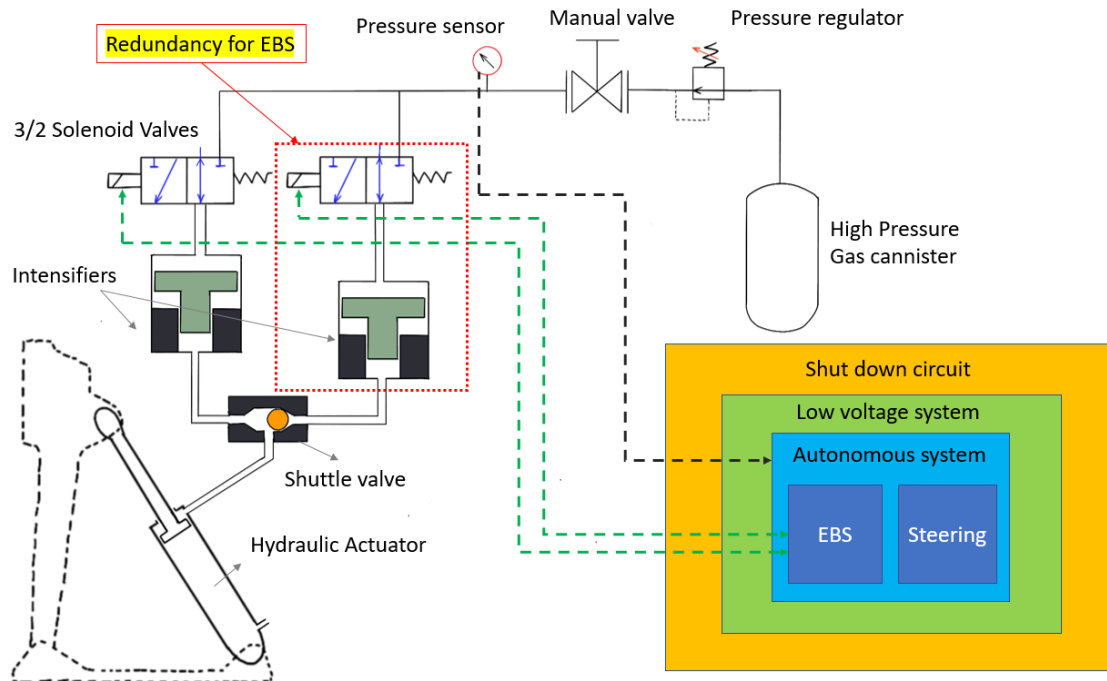 Manual valve
Pressure regulator
Pressure sensor
Redundancy for EBS
3/2 Solenoid Valves
High Pressure
Gas cannister
Intensifiers
Shut down circuit
Low voltage system
Autonomous system
Shuttle valve
EBS
Steering
Hydraulic Actuator